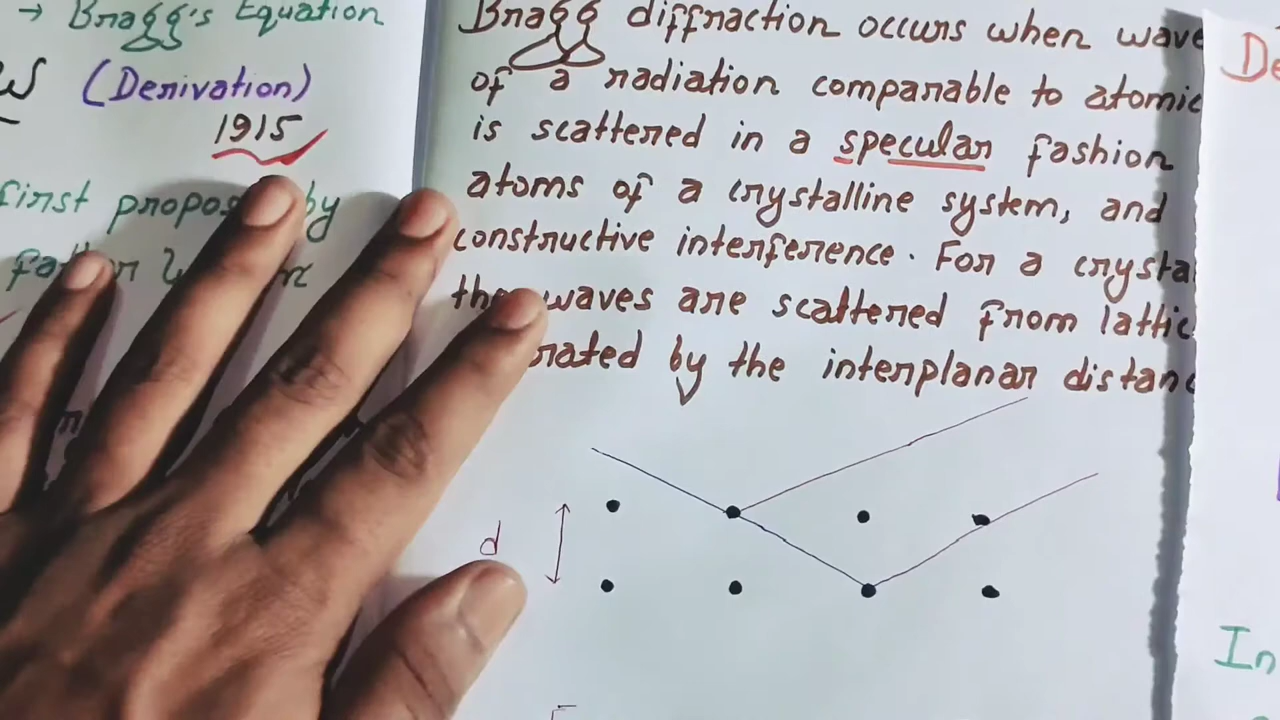 → Bragg's Equation
(Derivation)
1915
first by
Bragg diffraction occurs when wave
of a radiation comparable to atomic
is scattered in a specular fashion
atoms of a crystalline system, and
constructive interference. For a crysta
waves are scattered from lattic
by the interplanar distanc
d
De
In